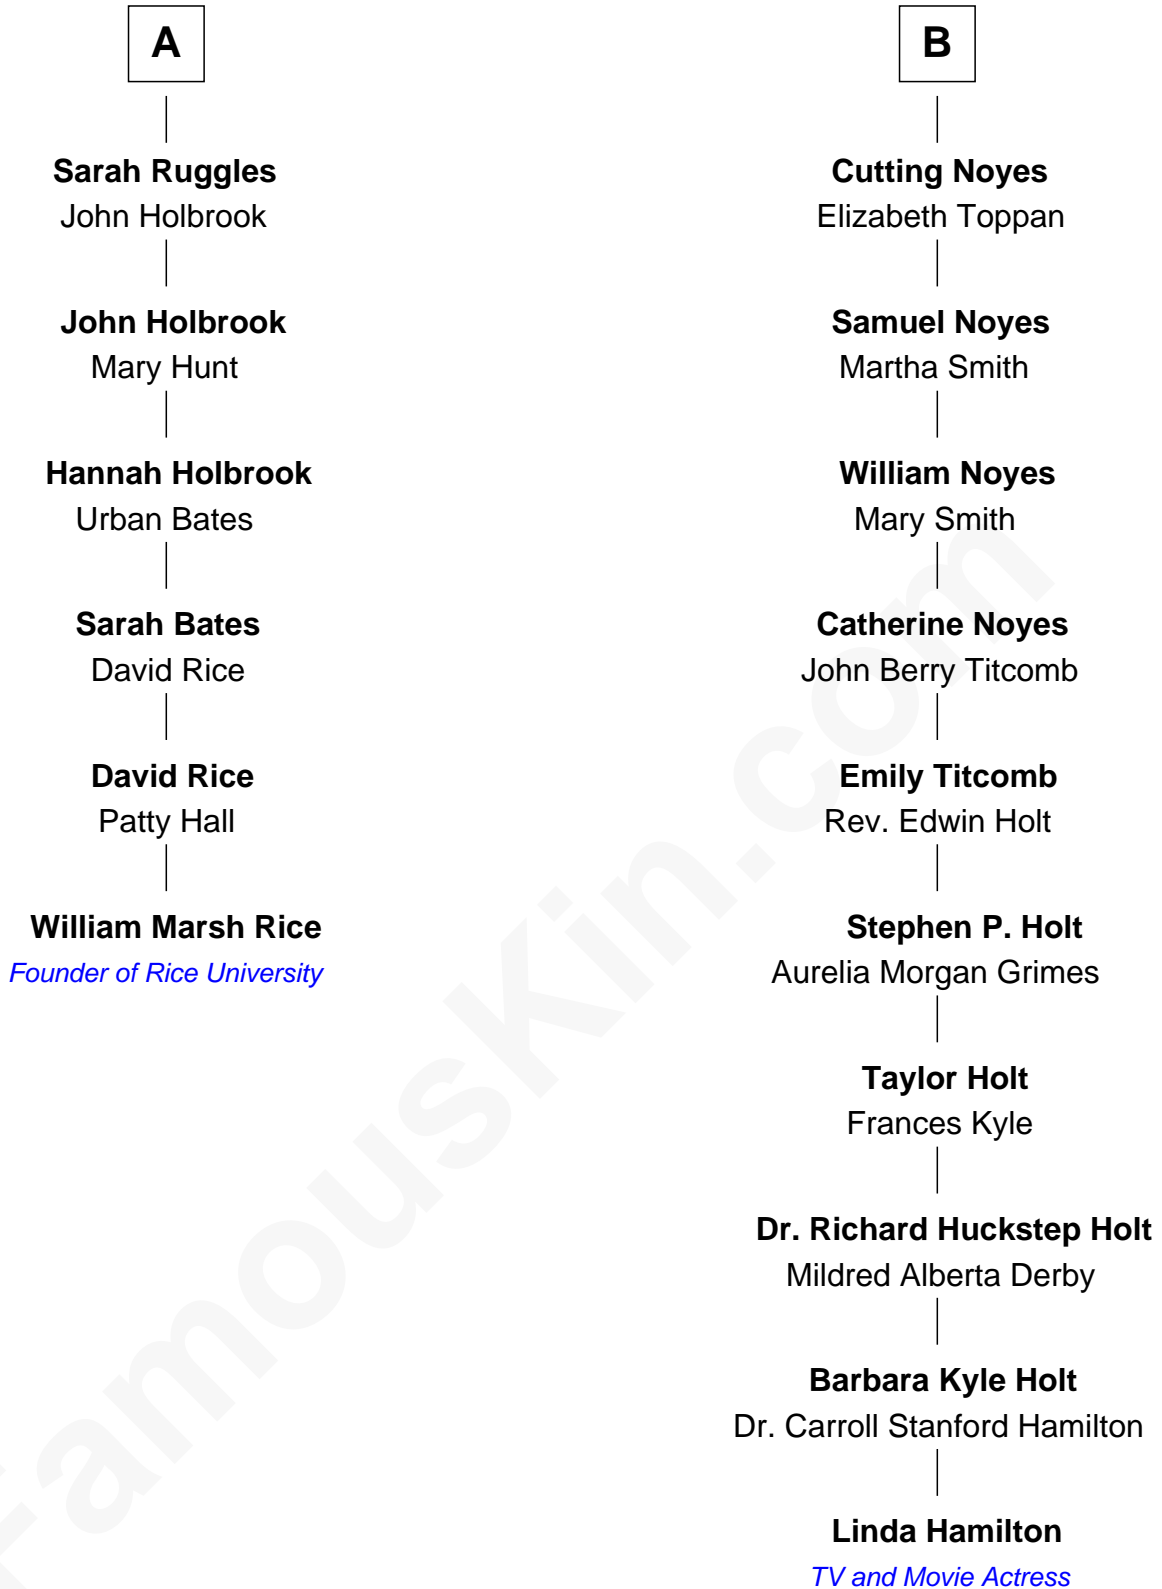 A
Sarah Ruggles
John Holbrook
John Holbrook
Mary Hunt
Hannah Holbrook
Urban Bates
Sarah Bates
David Rice
David Rice
Patty Hall
William Marsh Rice
Founder of Rice University
B
Cutting Noyes
Elizabeth Toppan
Samuel Noyes
Martha Smith
William Noyes
Mary Smith
Catherine Noyes
John Berry Titcomb
Emily Titcomb
Rev. Edwin Holt
Stephen P. Holt
Aurelia Morgan Grimes
Taylor Holt
Frances Kyle
Dr. Richard Huckstep Holt
Mildred Alberta Derby
Barbara Kyle Holt
Dr. Carroll Stanford Hamilton
Linda Hamilton
TV and Movie Actress
FamousKin.com